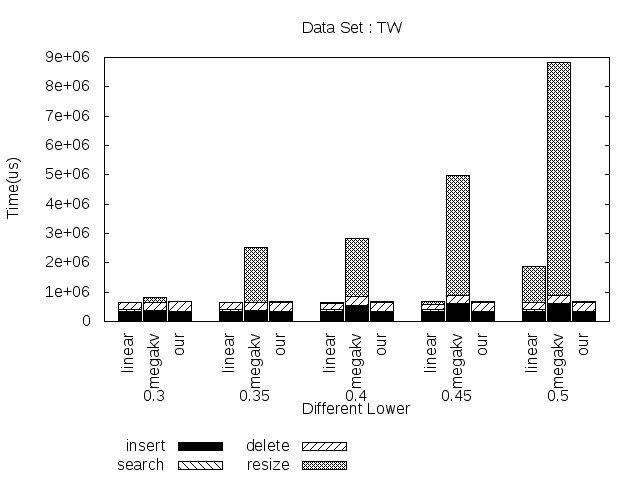 Data Set : TW
9e+06
8e+06
7e+06
6e+06
5e+06
4e+06
3e+06
2e+06
1e+06
0
Time(us)
linear megakv our linear megakv our linear megakv our linear megakv our linear megakv our
0.3 0.35 0.4 0.45 0.5
Different Lower
insert delete
search resize